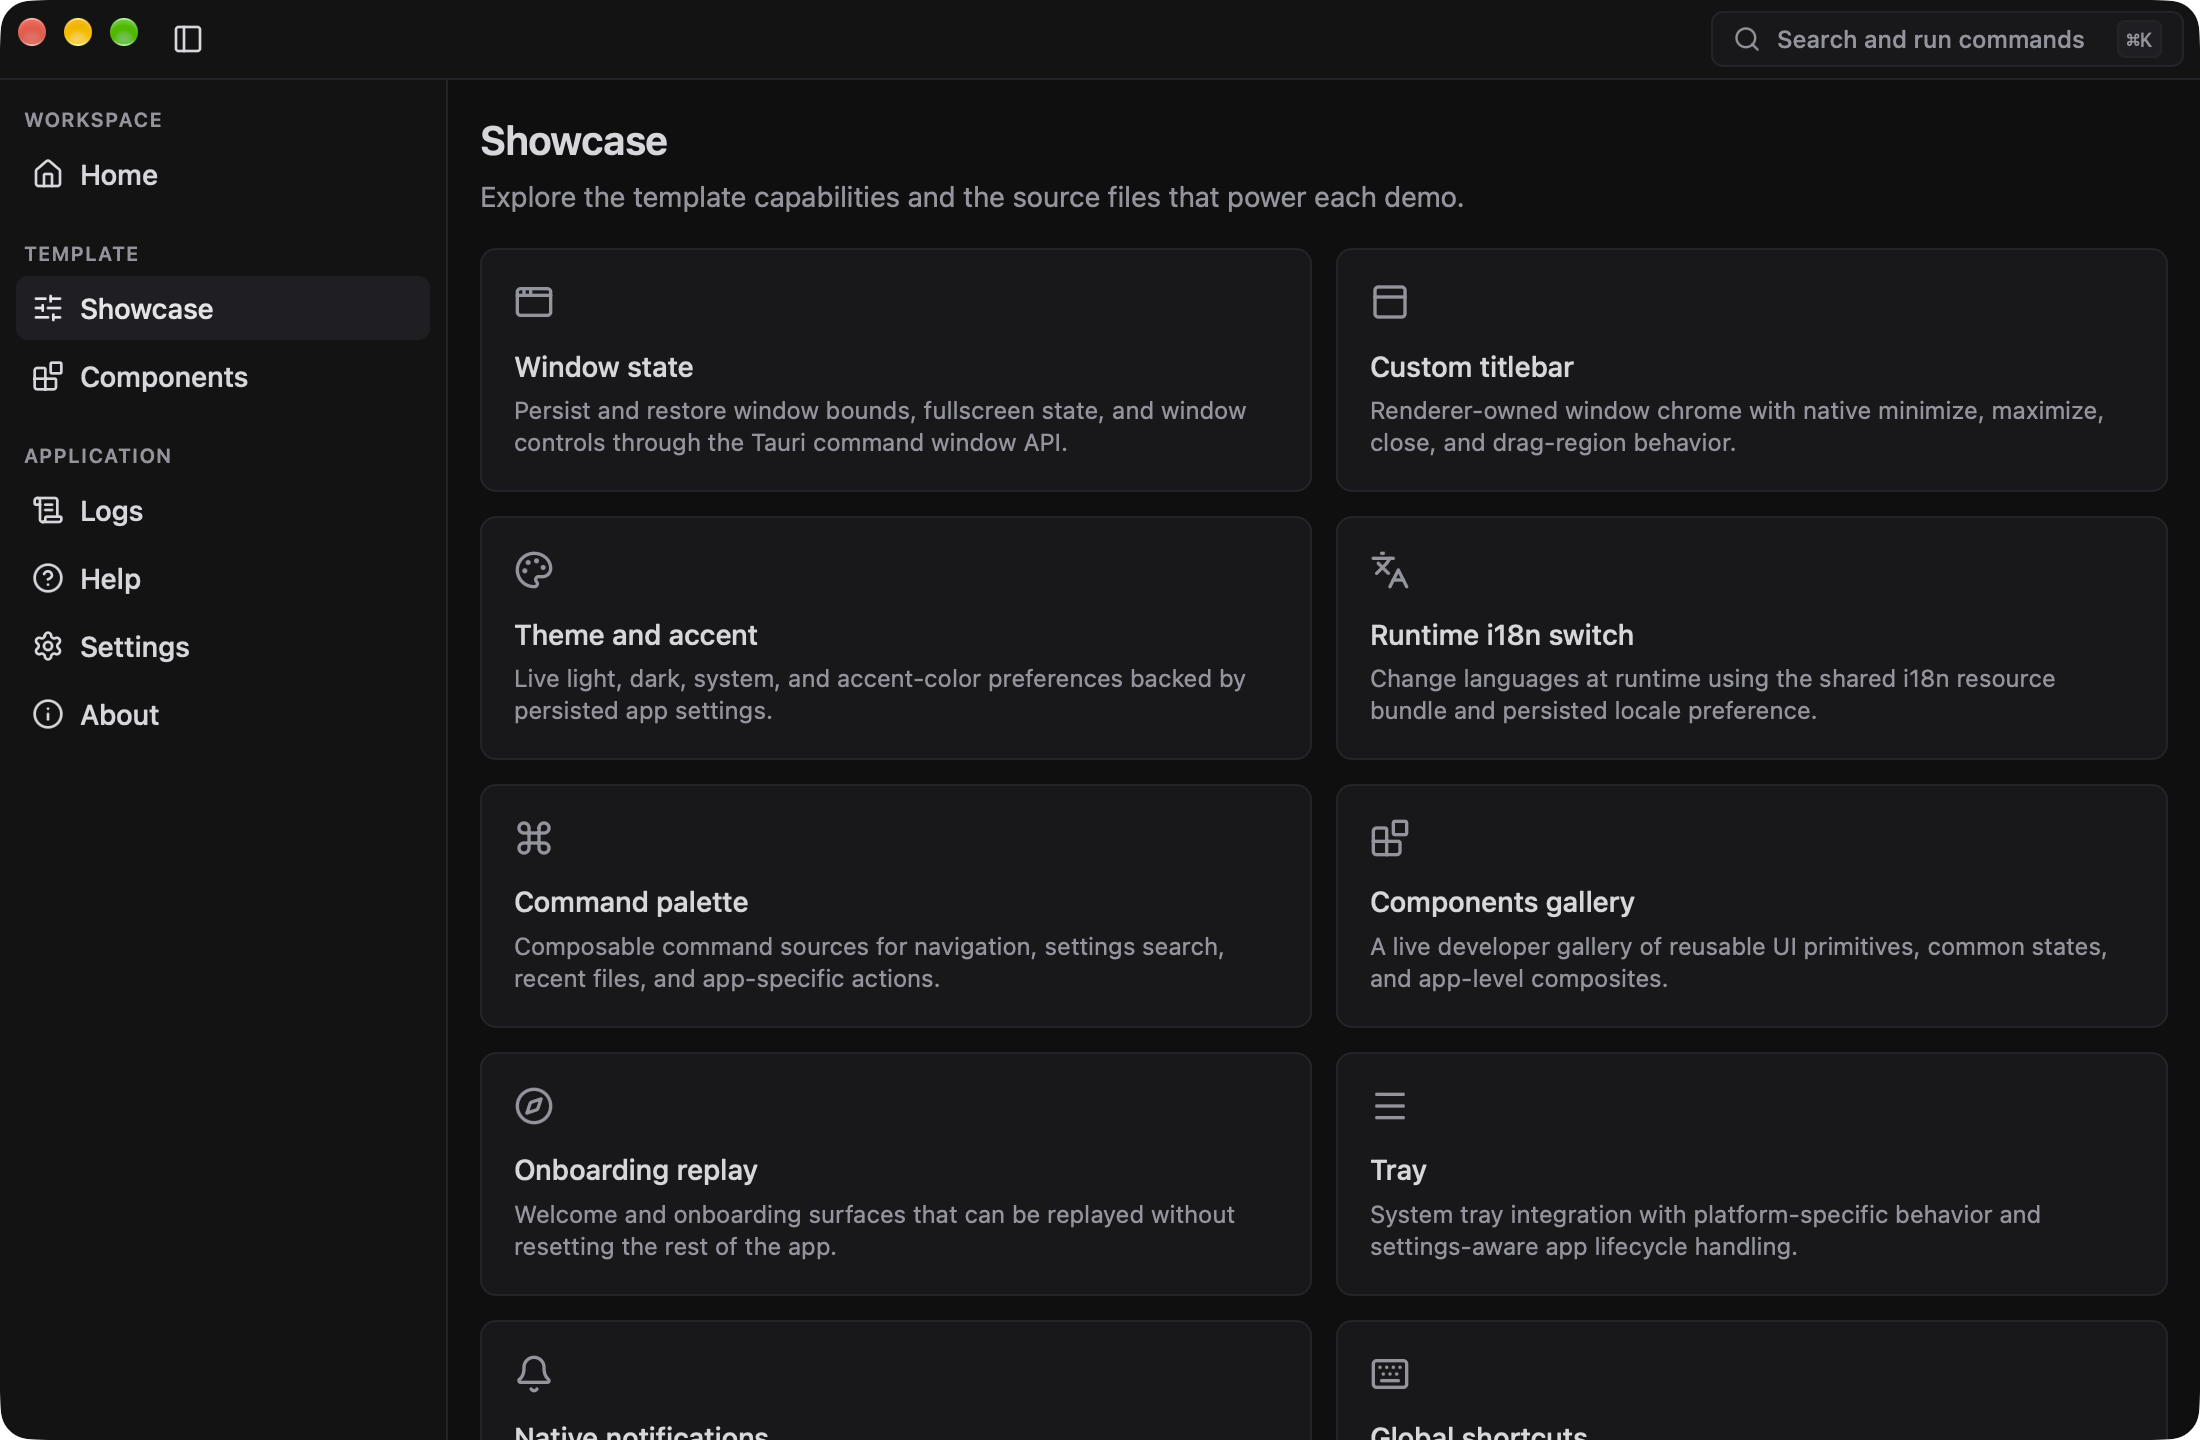 Search and run commands
⌘K
WORKSPACE
Home
TEMPLATE
Showcase
Components
APPLICATION
Logs
Help
Settings
About
Showcase
Explore the template capabilities and the source files that power each demo.
Window state
Persist and restore window bounds, fullscreen state, and window
controls through the Tauri command window API.
Custom titlebar
Renderer-owned window chrome with native minimize, maximize,
close, and drag-region behavior.
Theme and accent
Live light, dark, system, and accent-color preferences backed by
persisted app settings.
Runtime i18n switch
Change languages at runtime using the shared i18n resource
bundle and persisted locale preference.
Command palette
Composable command sources for navigation, settings search,
recent files, and app-specific actions.
Components gallery
A live developer gallery of reusable UI primitives, common states,
and app-level composites.
Onboarding replay
Welcome and onboarding surfaces that can be replayed without
resetting the rest of the app.
Tray
System tray integration with platform-specific behavior and
settings-aware app lifecycle handling.
Native notifications
Global shortcuts